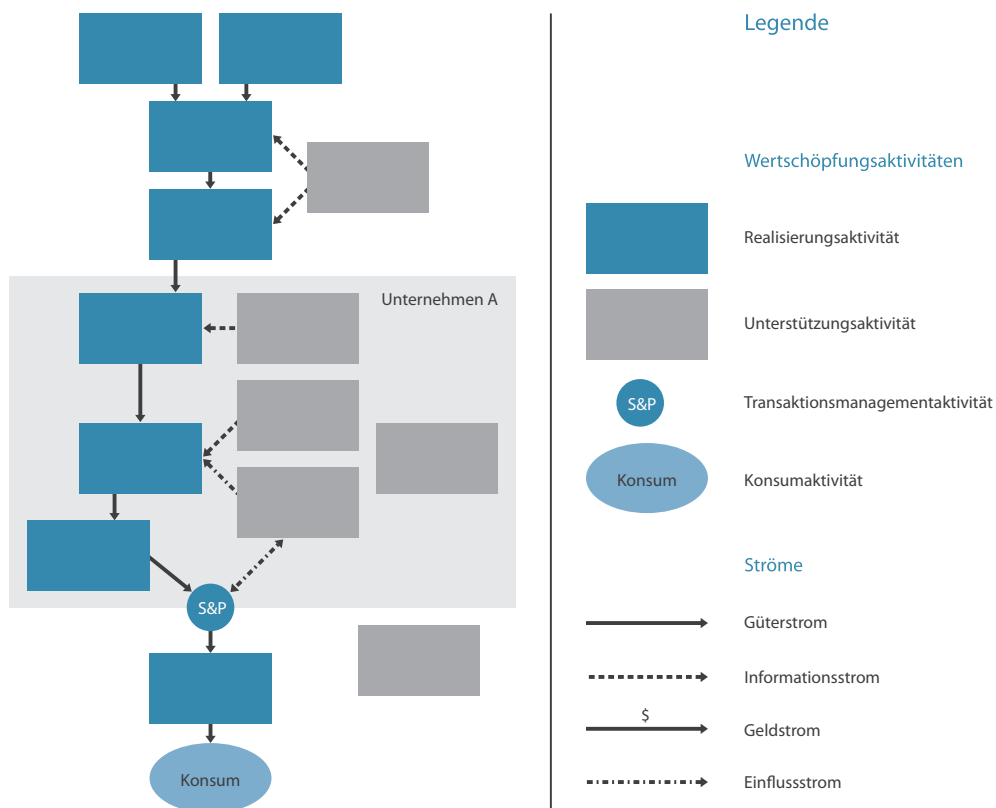 Unternehmen A
S&P
Konsum
Legende
Wertschöpfungsaktivitäten
Realisierungsaktivität
Unterstützungsaktivität
S&P
Transaktionsmanagementaktivität
Konsum
Konsumaktivität
Ströme
Güterstrom
Informationsstrom
$
Geldstrom
Einflussstrom